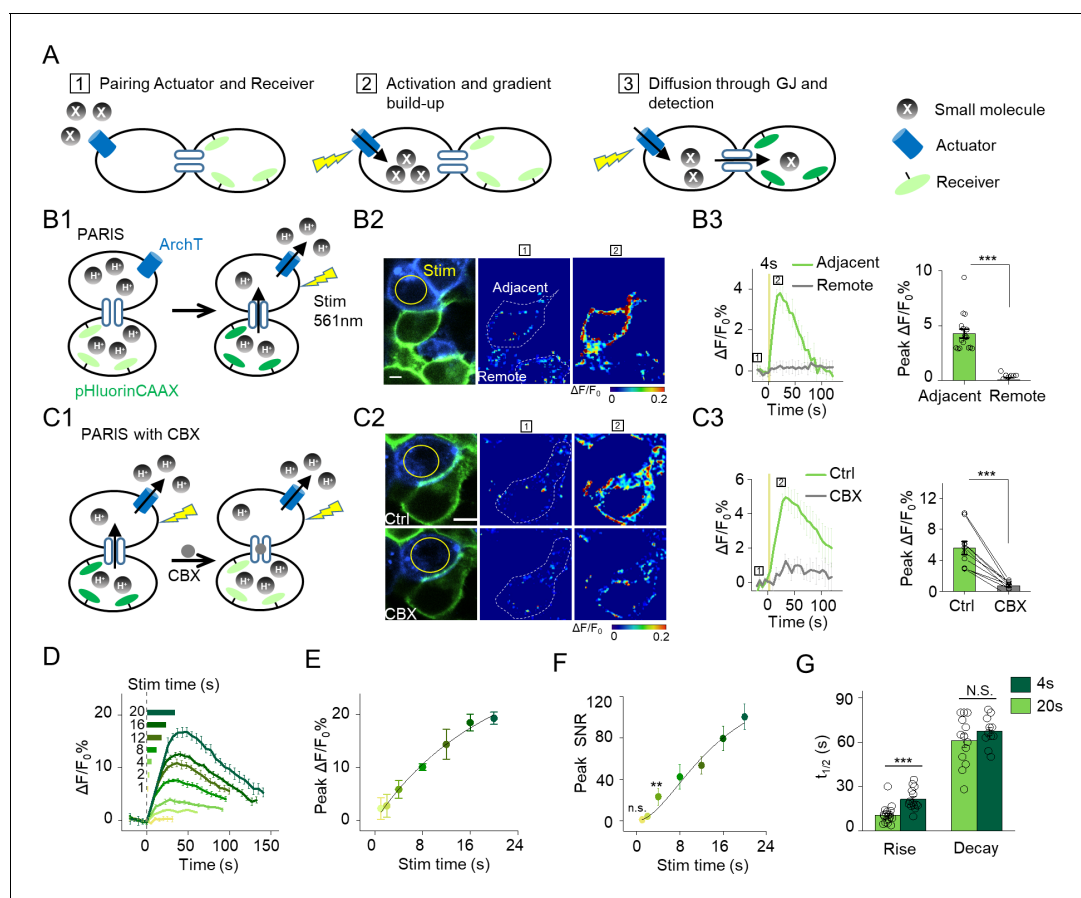 A
1 Pairing Actuator and Receiver
2 Activation and gradient
build-up
3 Diffusion through GJ and
detection
X X X
X X X
X X
X Small molecule
Actuator
Receiver
B1
PARIS
ArchT
H+ H+ H+ H+ H+ H+ H+ H+ H+ H+
Stim
561nm
pHluorinCAAX
B2
Stim
1 2
Adjacent
Remote
ΔF/F0
0 0.2
B3
4s
Adjacent
Remote
1 2
ΔF/F0%
4
2
0
0 50 100
Time (s)
Peak ΔF/F0%
10
5
0
***
Adjacent Remote
C1
PARIS with CBX
H+ H+ H+ H+ H+ H+ H+ H+
CBX
C2
1 2
Ctrl
CBX
ΔF/F0
0 0.2
C3
Ctrl
CBX
1 2
ΔF/F0%
6
4
2
0
0 50 100
Time (s)
Peak ΔF/F0%
12
8
4
0
***
Ctrl CBX
D
Stim time (s)
20
16
12
8
4
2
1
ΔF/F0%
20
10
0
0 50 100 150
Time (s)
E
Peak ΔF/F0%
20
10
0
0 8 16 24
Stim time (s)
F
Peak SNR
120
80
40
0
n.s.
**
0 8 16 24
Stim time (s)
G
4s
20s
t1/2 (s)
90
60
30
0
***
N.S.
Rise Decay